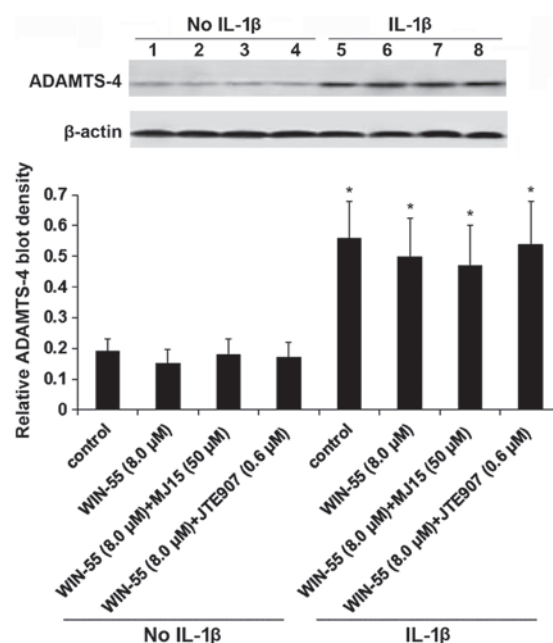 No IL-1β IL-1β
1 2 3 4 5 6 7 8
ADAMTS-4
β-actin
Relative ADAMTS-4 blot density
0.7
0.6
0.5
0.4
0.3
0.2
0.1
0
* * * *
control
WIN-55 (8.0 μM)
WIN-55 (8.0 μM)+MJ15 (50 μM)
WIN-55 (8.0 μM)+JTE907 (0.6 μM)
control
WIN-55 (8.0 μM)
WIN-55 (8.0 μM)+MJ15 (50 μM)
WIN-55 (8.0 μM)+JTE907 (0.6 μM)
No IL-1β IL-1β